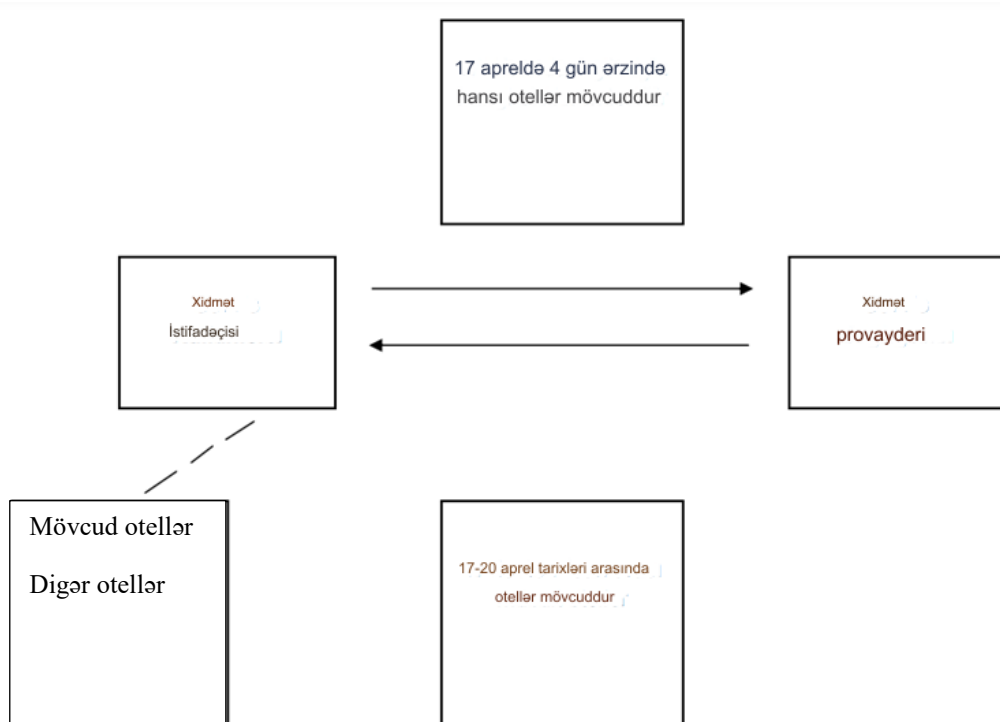 17 apreldə 4 gün ərzində
hansı otellər mövcuddur
Xidmət
İstifadəçisi
Xidmət
provayderi
Mövcud otellər
Digər otellər
17-20 aprel tarixləri arasında
otellər mövcuddur